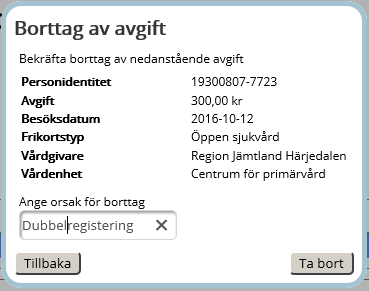 Borttag av avgift
Bekräfta borttag av nedanstående avgift
Personidentitet 19300807-7723
Avgift 300,00 kr
Besöksdatum 2016-10-12
Frikortstyp Öppen sjukvård
Vårdgivare Region Jämtland Härjedalen
Vårdenhet Centrum för primärvård
Ange orsak för borttag
Dubbelregistering
Tillbaka Ta bort